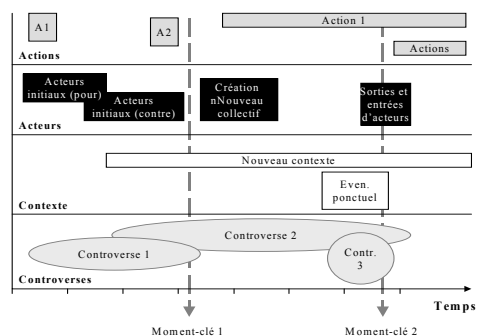 A1
A2
Action 1
Actions
Actions
Acteurs
initiaux (pour)
Acteurs
initiaux (contre)
Création
nNouveau
collectif
Sorties et
entrées
d'acteurs
Acteurs
Nouveau contexte
Even.
ponctuel
Contexte
Controverse 2
Controverse 1
Contr.
3
Controverses
Temps
Moment-clé 1
Moment-clé 2